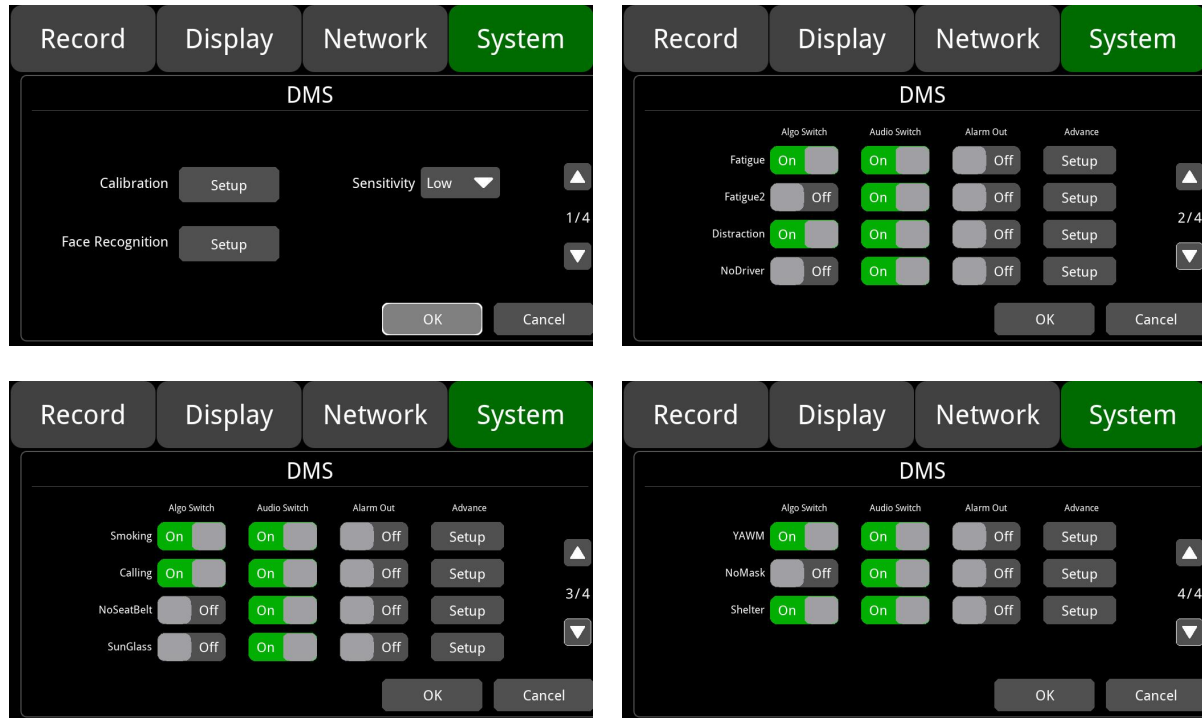 Record Display Network System
DMS
Calibration Setup Sensitivity Low
1/4
Face Recognition Setup
OK Cancel
Record Display Network System
DMS
Algo Switch Audio Switch Alarm Out Advance
Fatigue On On Off Setup
Fatigue2 Off On Off Setup
2/4
Distraction On On Off Setup
NoDriver Off On Off Setup
OK Cancel
Record Display Network System
DMS
Algo Switch Audio Switch Alarm Out Advance
Smoking On On Off Setup
Calling On On Off Setup
3/4
NoSeatBelt Off On Off Setup
SunGlass Off On Off Setup
OK Cancel
Record Display Network System
DMS
Algo Switch Audio Switch Alarm Out Advance
YAWM On On Off Setup
NoMask Off On Off Setup
4/4
Shelter On On Off Setup
OK Cancel